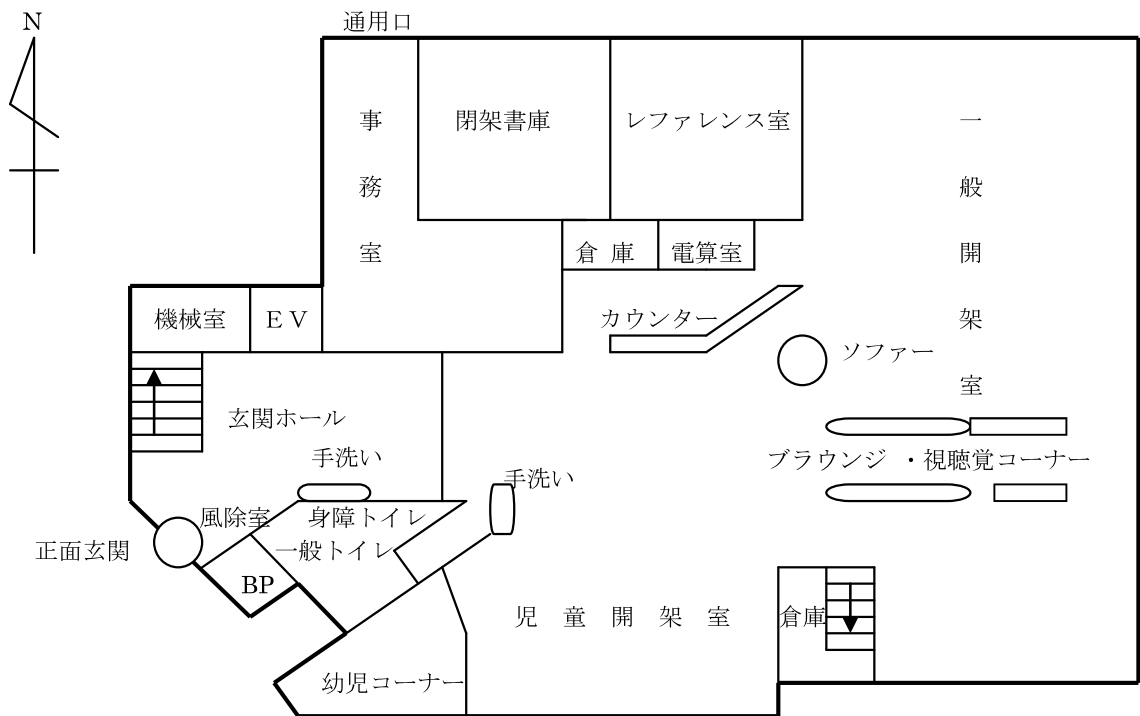 N
通用口
事務室
閉架書庫
レファレンス室
一般開架室
倉 庫
電算室
機械室
ＥＶ
カウンター
ソファー
玄関ホール
手洗い
ブラウンジ ・視聴覚コーナー
手洗い
風除室
身障トイレ
正面玄関
一般トイレ
BP
児 童 開 架 室
倉庫
幼児コーナー